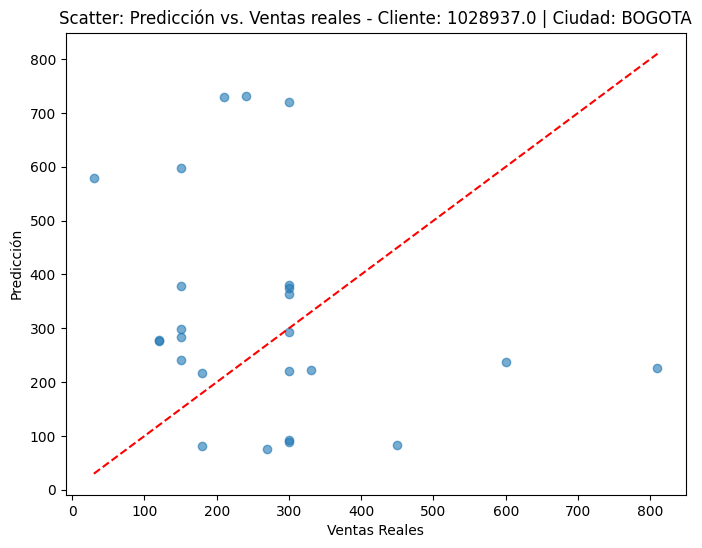 Scatter: Predicción vs. Ventas reales - Cliente: 1028937.0 | Ciudad: BOGOTA
800
700
600
500
400
300
200
100
0
Predicción
0 100 200 300 400 500 600 700 800
Ventas Reales